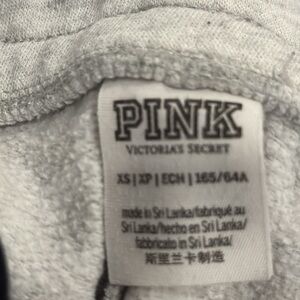 PINK
VICTORIA'S SECRET
XS | XP | ECH | 165/64A
made in Sri Lanka/fabriqué au
Sri Lanka/hecho en Sri Lanka/
fabbricato in Sri Lanka/
斯里兰卡制造